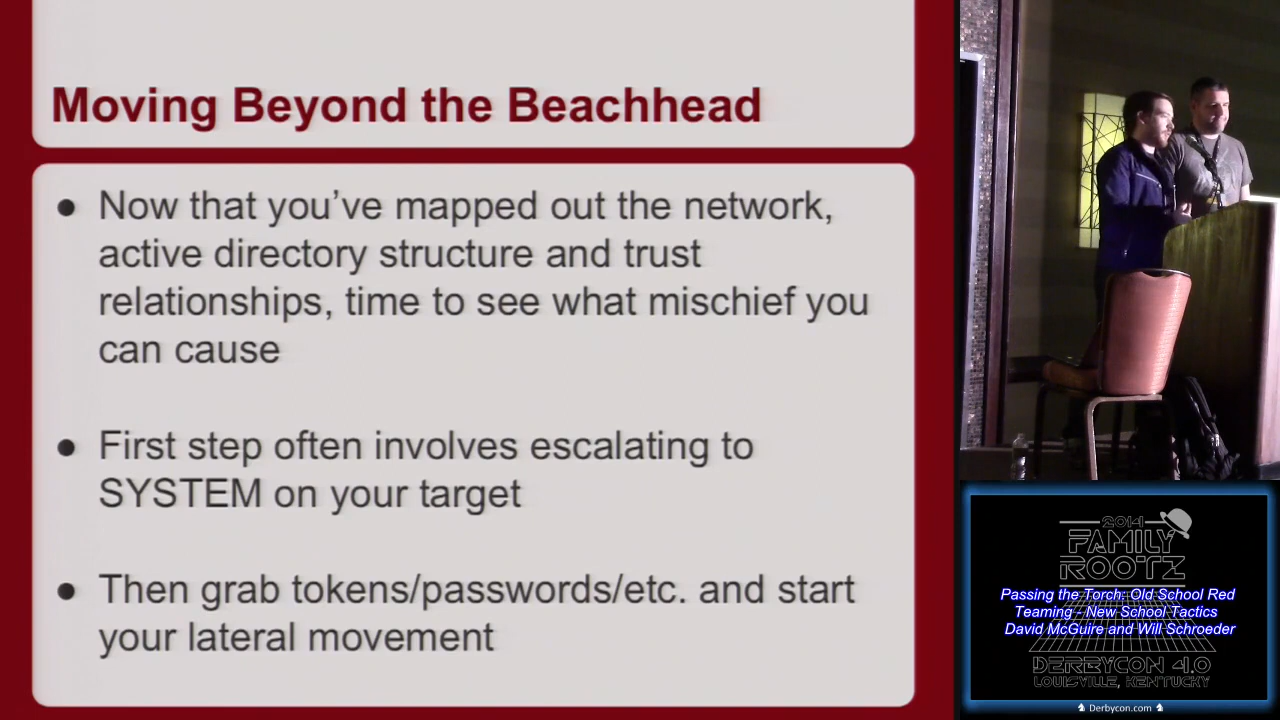 Moving Beyond the Beachhead
● Now that you’ve mapped out the network,
active directory structure and trust
relationships, time to see what mischief you
can cause
● First step often involves escalating to
SYSTEM on your target
● Then grab tokens/passwords/etc. and start
your lateral movement
2014
FAMILY
ROOTZ
Passing the Torch: Old School Red
Teaming - New School Tactics
David McGuire and Will Schroeder
DERBYCON 4.0
LOUISVILLE, KENTUCKY
Derbycon.com